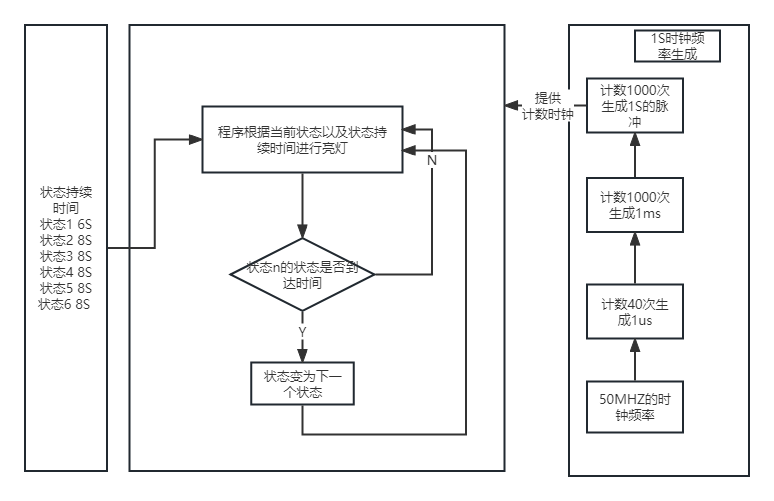 状态持续
时间
状态1 6S
状态2 8S
状态3 8S
状态4 8S
状态5 8S
状态6 8S
程序根据当前状态以及状态持
续时间进行亮灯
N
状态n的状态是否到
达时间
Y
状态变为下一
个状态
提供
计数时钟
1S时钟频
率生成
计数1000次
生成1S的脉
冲
计数1000次
生成1ms
计数40次生
成1us
50MHZ的时
钟频率